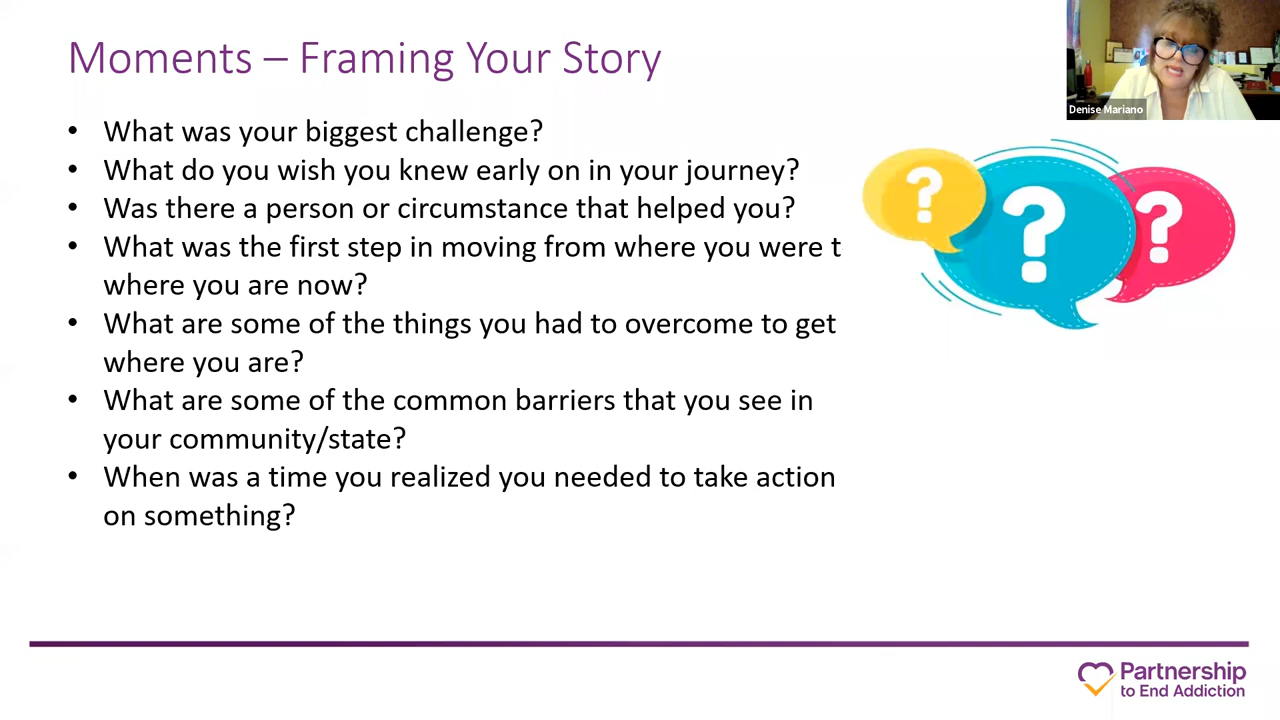 Moments – Framing Your Story
• What was your biggest challenge?
• What do you wish you knew early on in your journey?
• Was there a person or circumstance that helped you?
• What was the first step in moving from where you were t
where you are now?
• What are some of the things you had to overcome to get
where you are?
• What are some of the common barriers that you see in
your community/state?
• When was a time you realized you needed to take action
on something?
Denise Mariano
? ? ?
Partnership
to End Addiction